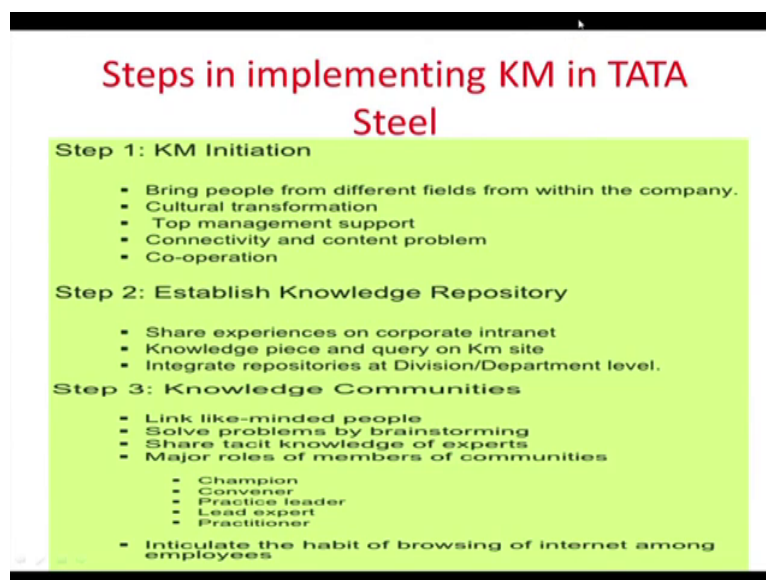 Steps in implementing KM in TATA
Steel
Step 1: KM Initiation
▪ Bring people from different fields from within the company.
▪ Cultural transformation
▪ Top management support
▪ Connectivity and content problem
▪ Co-operation
Step 2: Establish Knowledge Repository
▪ Share experiences on corporate intranet
▪ Knowledge piece and query on Km site
▪ Integrate repositories at Division/Department level.
Step 3: Knowledge Communities
▪ Link like-minded people
▪ Solve problems by brainstorming
▪ Share tacit knowledge of experts
▪ Major roles of members of communities
▪ Champion
▪ Convener
▪ Practice leader
▪ Lead expert
▪ Practitioner
▪ Inticulate the habit of browsing of internet among
employees